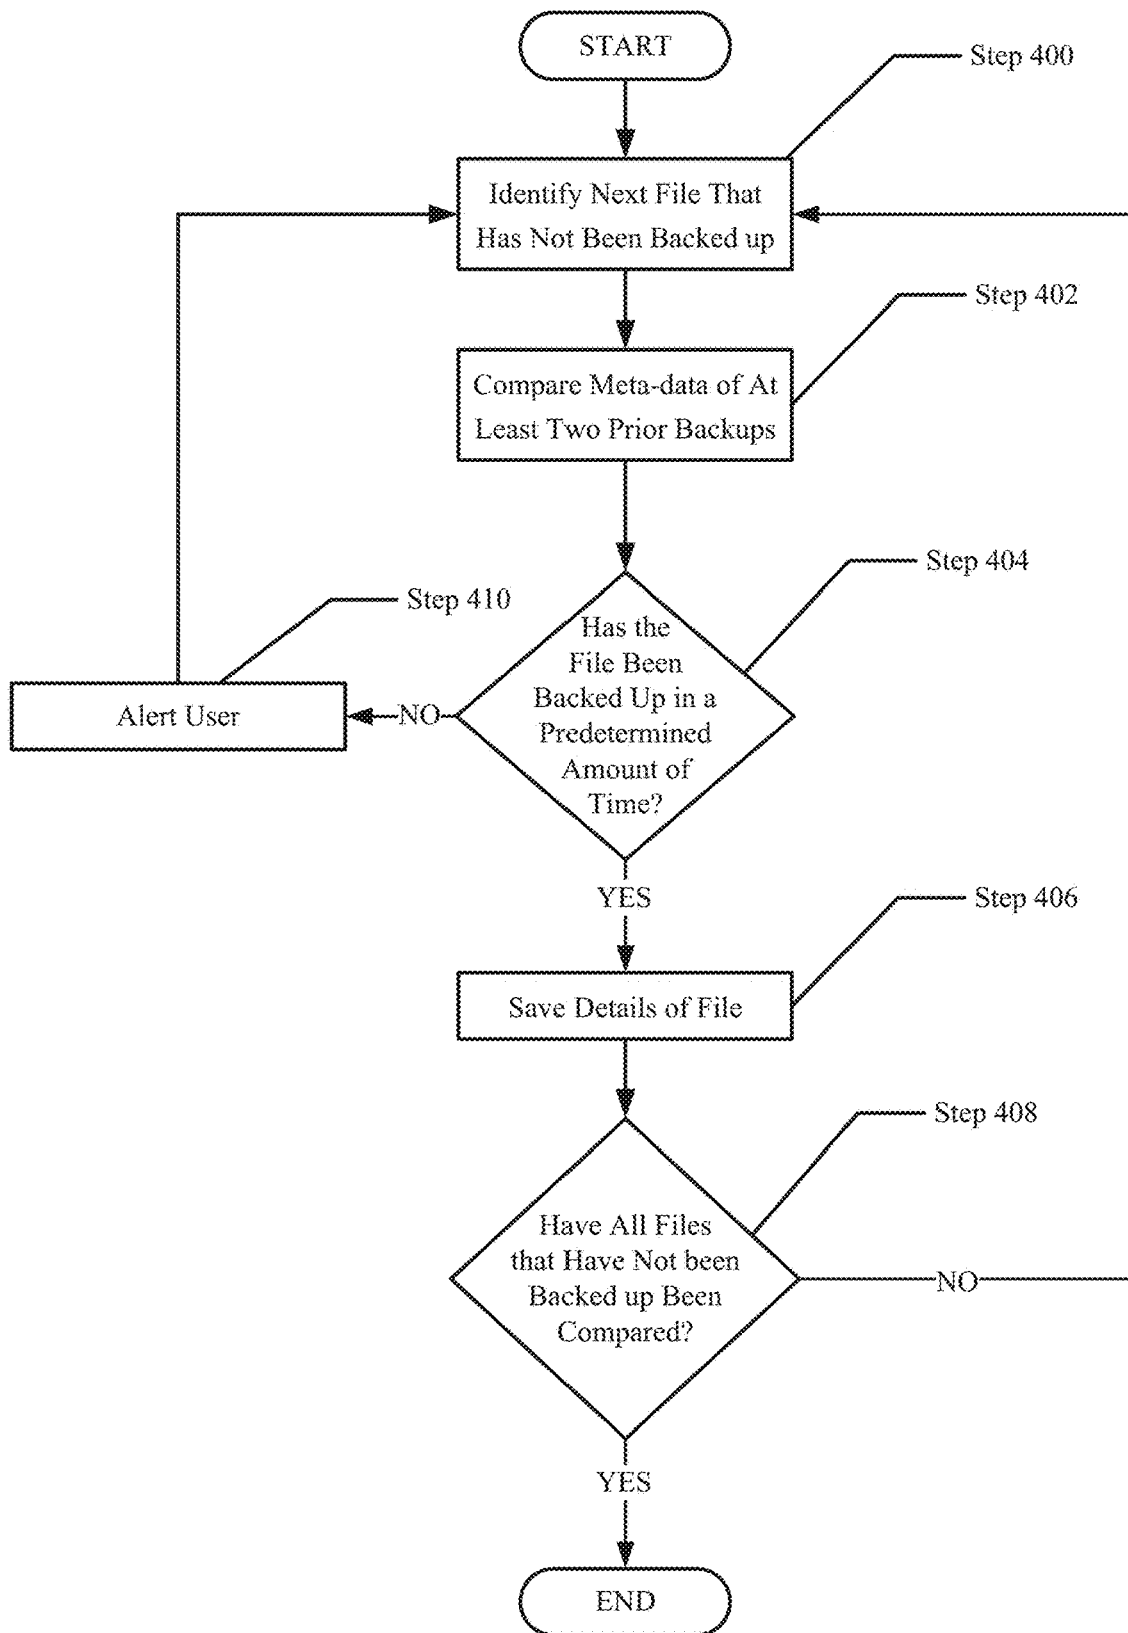 START
Step 400
Identify Next File That
Has Not Been Backed up
Step 402
Compare Meta-data of At
Least Two Prior Backups
Step 404
Has the
File Been
Backed Up in a
Predetermined
Amount of
Time?
Step 410
Alert User
NO
YES
Step 406
Save Details of File
Step 408
Have All Files
that Have Not been
Backed up Been
Compared?
NO
YES
END